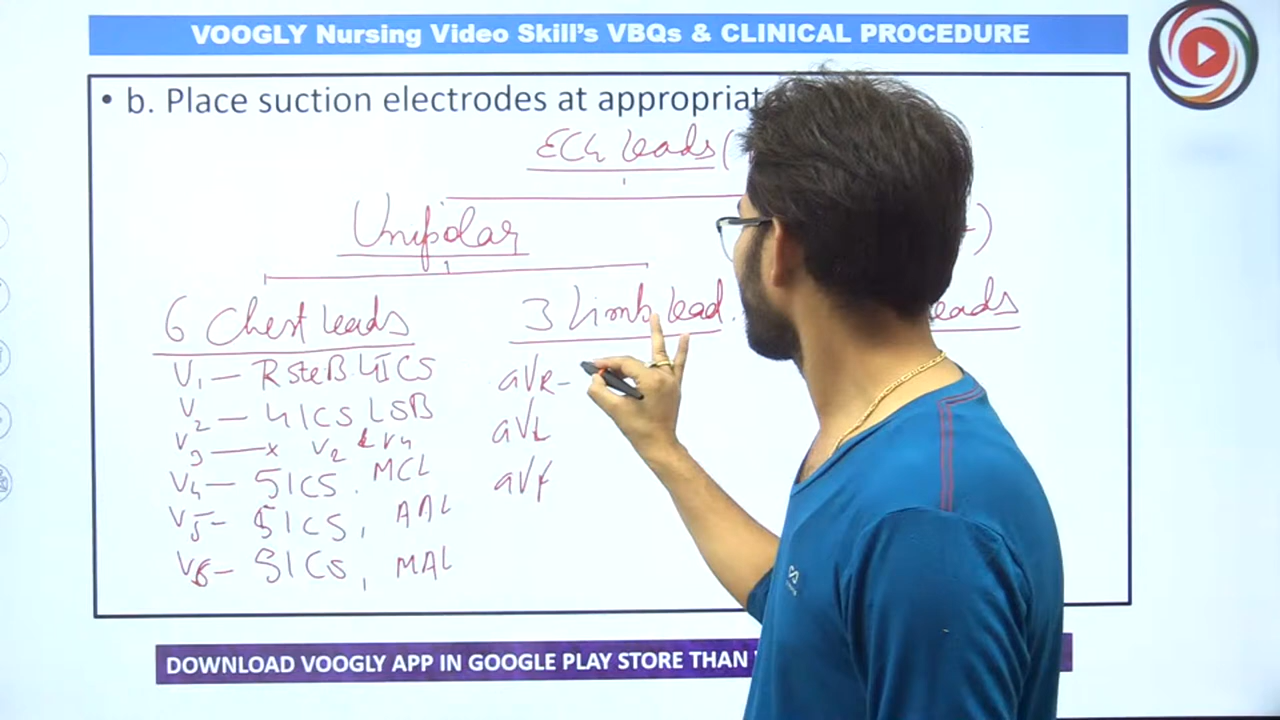 VOOGLY Nursing Video Skill's VBQs & CLINICAL PROCEDURE
• b. Place suction electrodes at appropriat
ECG Leads (
Unipolar
-)
6 Chest Leads
3 Limb Lead.
eads
V1 - R SteB. 4ICS
aVR -
V2 - 4ICS LSB
aVL
V3 - x V2 & V4
V4 - 5ICS. MCL
aVf
V5 - 5ICS, AAL
V6 - 5ICS, MAL
DOWNLOAD VOOGLY APP IN GOOGLE PLAY STORE THAN